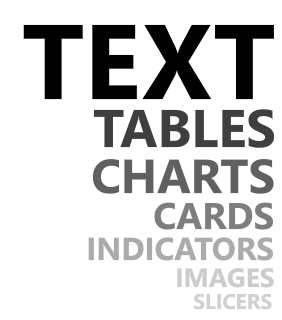 TEXT
TABLES
CHARTS
CARDS
INDICATORS
IMAGES
SLICERS